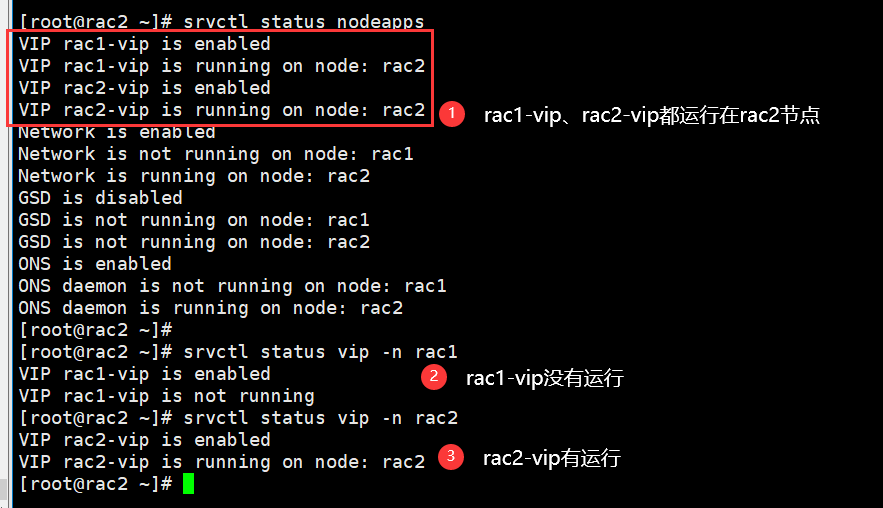 [root@rac2 ~]# srvctl status nodeapps
VIP rac1-vip is enabled
VIP rac1-vip is running on node: rac2
VIP rac2-vip is enabled
VIP rac2-vip is running on node: rac2
1 rac1-vip、rac2-vip都运行在rac2节点
Network is enabled
Network is not running on node: rac1
Network is running on node: rac2
GSD is disabled
GSD is not running on node: rac1
GSD is not running on node: rac2
ONS is enabled
ONS daemon is not running on node: rac1
ONS daemon is running on node: rac2
[root@rac2 ~]#
[root@rac2 ~]# srvctl status vip -n rac1
VIP rac1-vip is enabled
2 rac1-vip没有运行
VIP rac1-vip is not running
[root@rac2 ~]# srvctl status vip -n rac2
VIP rac2-vip is enabled
VIP rac2-vip is running on node: rac2
3 rac2-vip有运行
[root@rac2 ~]#